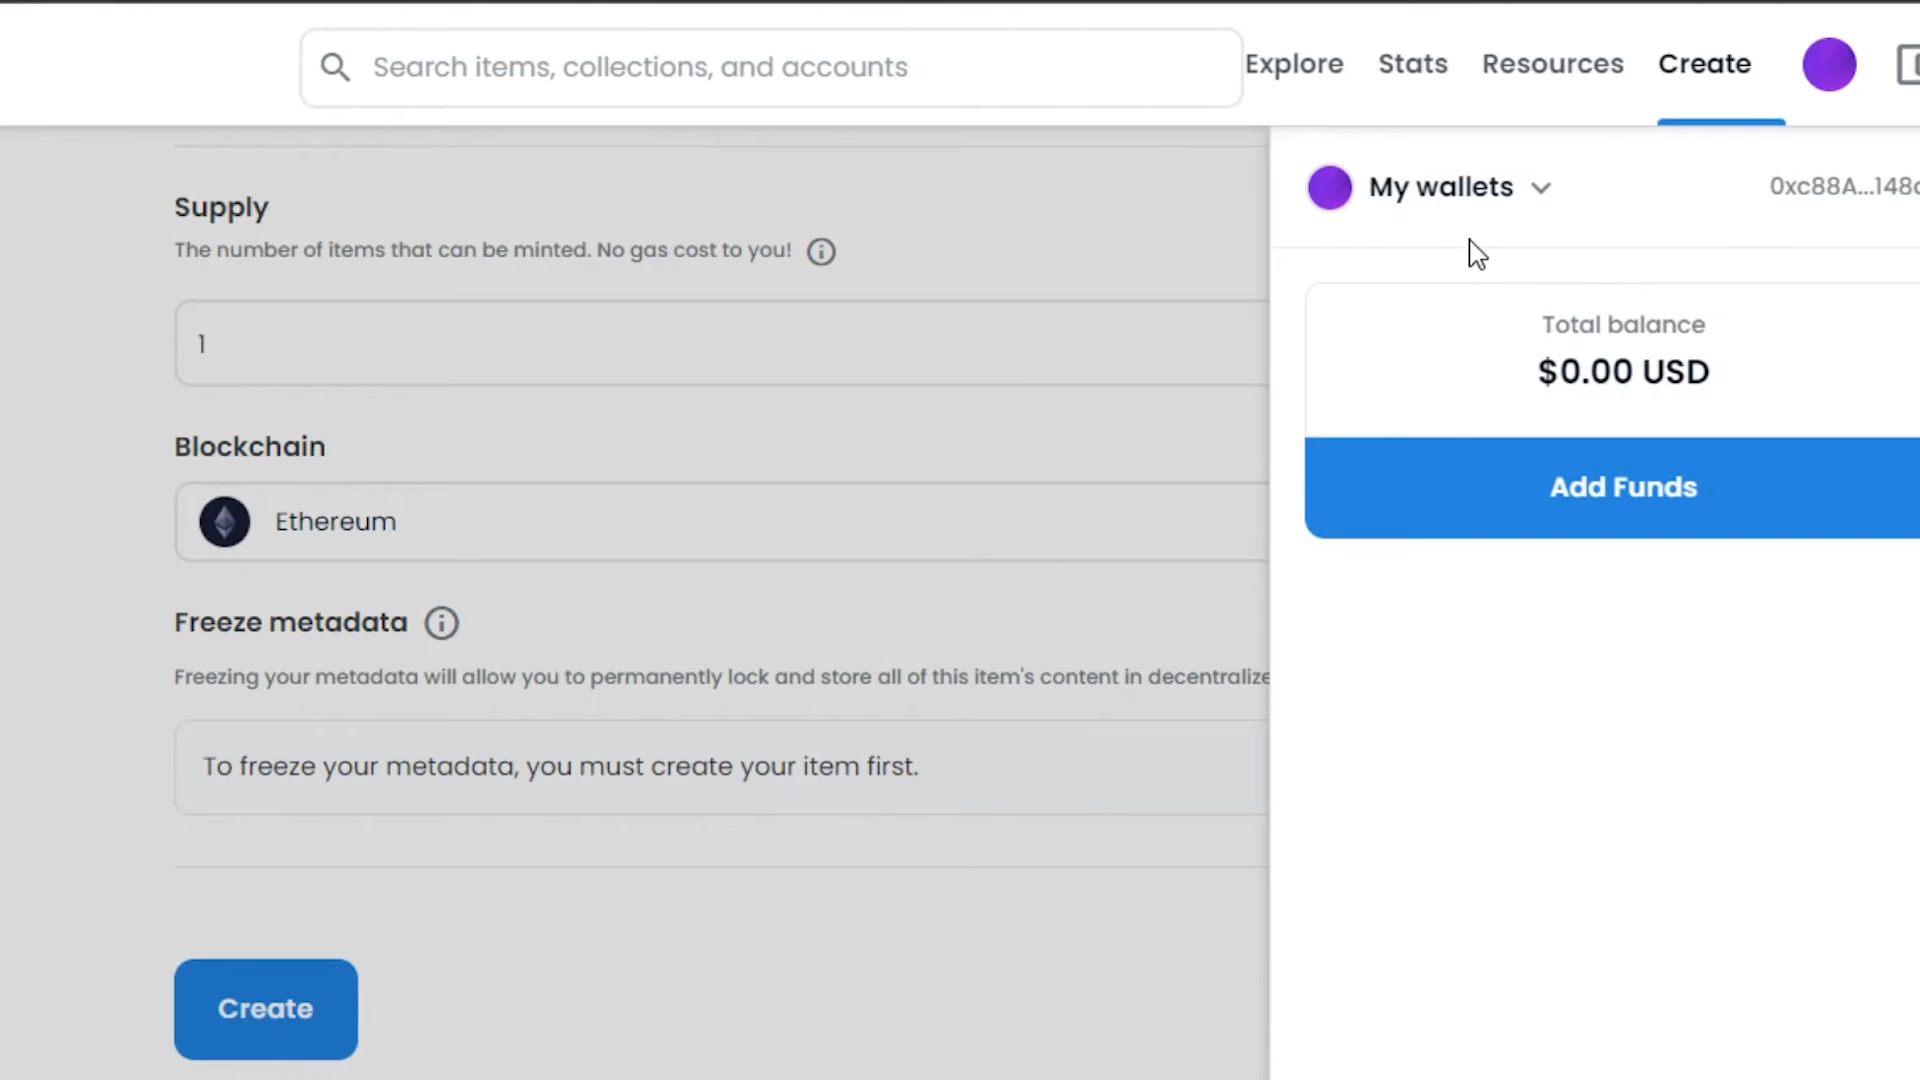 Search items, collections, and accounts
Explore Stats Resources Create
My wallets 0xc88A...148c
Supply
The number of items that can be minted. No gas cost to you!
1
Total balance
$0.00 USD
Blockchain
Add Funds
Ethereum
Freeze metadata
Freezing your metadata will allow you to permanently lock and store all of this item's content in decentralize
To freeze your metadata, you must create your item first.
Create